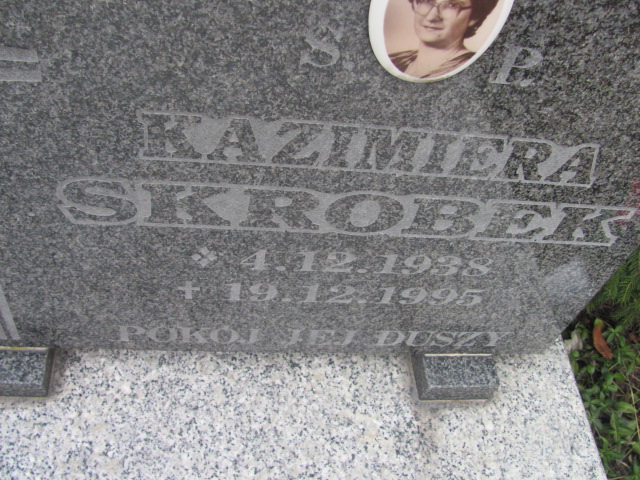 Ś. P.
KAZIMIERA
SKROBEK
4.12.1938
19.12.1995
POKÓJ JEJ DUSZY